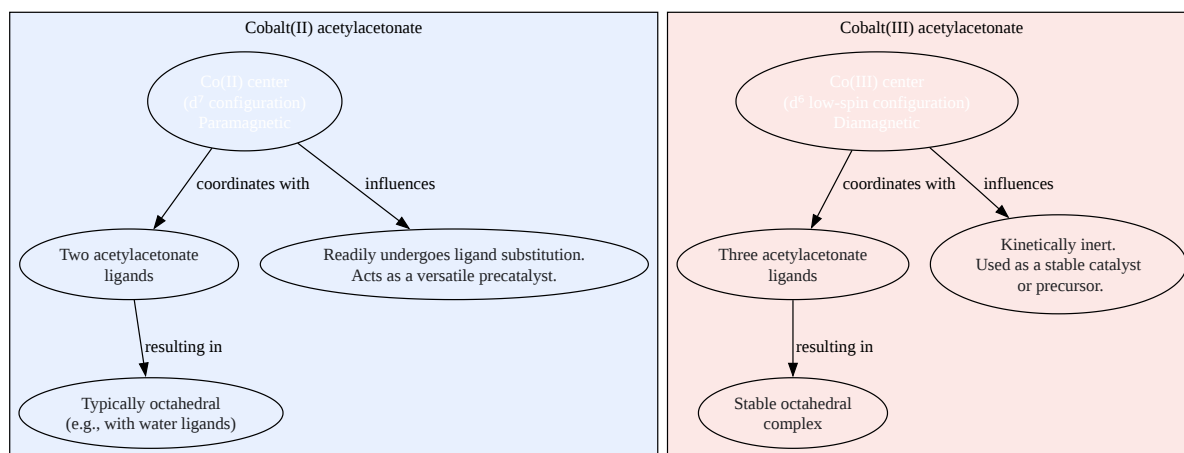 Cobalt(II) acetylacetonate
Co(II) center
(d⁷ configuration)
Paramagnetic
coordinates with
influences
Two acetylacetonate
ligands
Readily undergoes ligand substitution.
Acts as a versatile precatalyst.
resulting in
Typically octahedral
(e.g., with water ligands)
Cobalt(III) acetylacetonate
Co(III) center
(d⁶ low-spin configuration)
Diamagnetic
coordinates with
influences
Three acetylacetonate
ligands
Kinetically inert.
Used as a stable catalyst
or precursor.
resulting in
Stable octahedral
complex